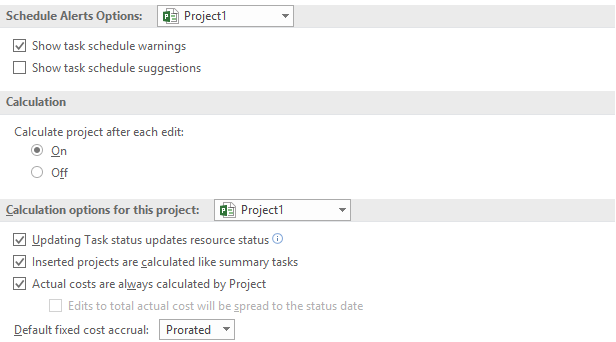 Schedule Alerts Options: Project1
Show task schedule warnings
Show task schedule suggestions
Calculation
Calculate project after each edit:
On
Off
Calculation options for this project: Project1
Updating Task status updates resource status
Inserted projects are calculated like summary tasks
Actual costs are always calculated by Project
Edits to total actual cost will be spread to the status date
Default fixed cost accrual: Prorated